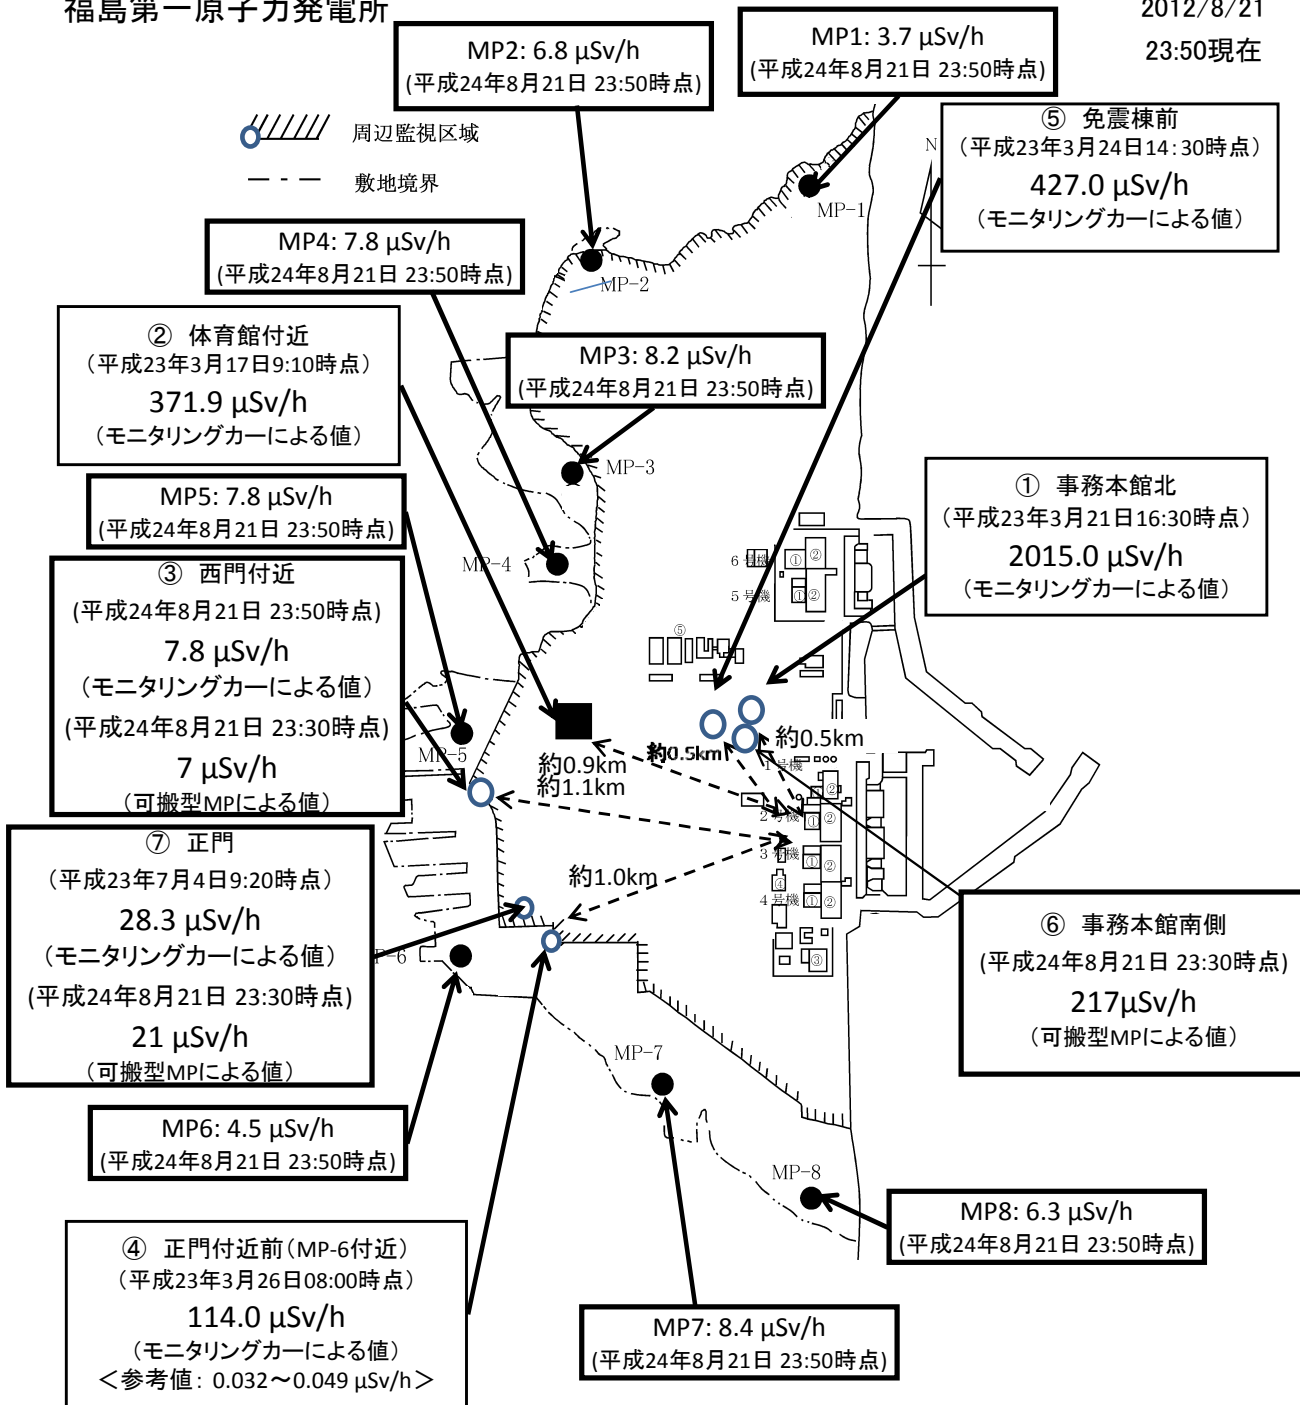 福島第一原子力発電所
2012/8/21
23:50現在
MP2: 6.8 μSv/h
(平成24年8月21日 23:50時点)
MP1: 3.7 μSv/h
(平成24年8月21日 23:50時点)
周辺監視区域
敷地境界
⑤ 免震棟前
(平成23年3月24日14:30時点)
427.0 μSv/h
(モニタリングカーによる値)
N
MP-1
MP4: 7.8 μSv/h
(平成24年8月21日 23:50時点)
MP-2
② 体育館付近
(平成23年3月17日9:10時点)
371.9 μSv/h
(モニタリングカーによる値)
MP3: 8.2 μSv/h
(平成24年8月21日 23:50時点)
MP-3
MP5: 7.8 μSv/h
(平成24年8月21日 23:50時点)
① 事務本館北
(平成23年3月21日16:30時点)
2015.0 μSv/h
(モニタリングカーによる値)
MP-4
6号機
①
②
5号機
①
②
③ 西門付近
(平成24年8月21日 23:50時点)
7.8 μSv/h
(モニタリングカーによる値)
(平成24年8月21日 23:30時点)
7 μSv/h
(可搬型MPによる値)
⑤
MP-5
約0.9km
約1.1km
約0.5km
約0.5km
1号機
②
2号機
①
②
3号機
①
②
④
4号機
①
②
③
約1.0km
⑦ 正門
(平成23年7月4日9:20時点)
28.3 μSv/h
(モニタリングカーによる値)
(平成24年8月21日 23:30時点)
21 μSv/h
(可搬型MPによる値)
P-6
⑥ 事務本館南側
(平成24年8月21日 23:30時点)
217μSv/h
(可搬型MPによる値)
MP-7
MP6: 4.5 μSv/h
(平成24年8月21日 23:50時点)
MP-8
MP8: 6.3 μSv/h
(平成24年8月21日 23:50時点)
④ 正門付近前(MP-6付近)
(平成23年3月26日08:00時点)
114.0 μSv/h
(モニタリングカーによる値)
＜参考値: 0.032～0.049 μSv/h＞
MP7: 8.4 μSv/h
(平成24年8月21日 23:50時点)